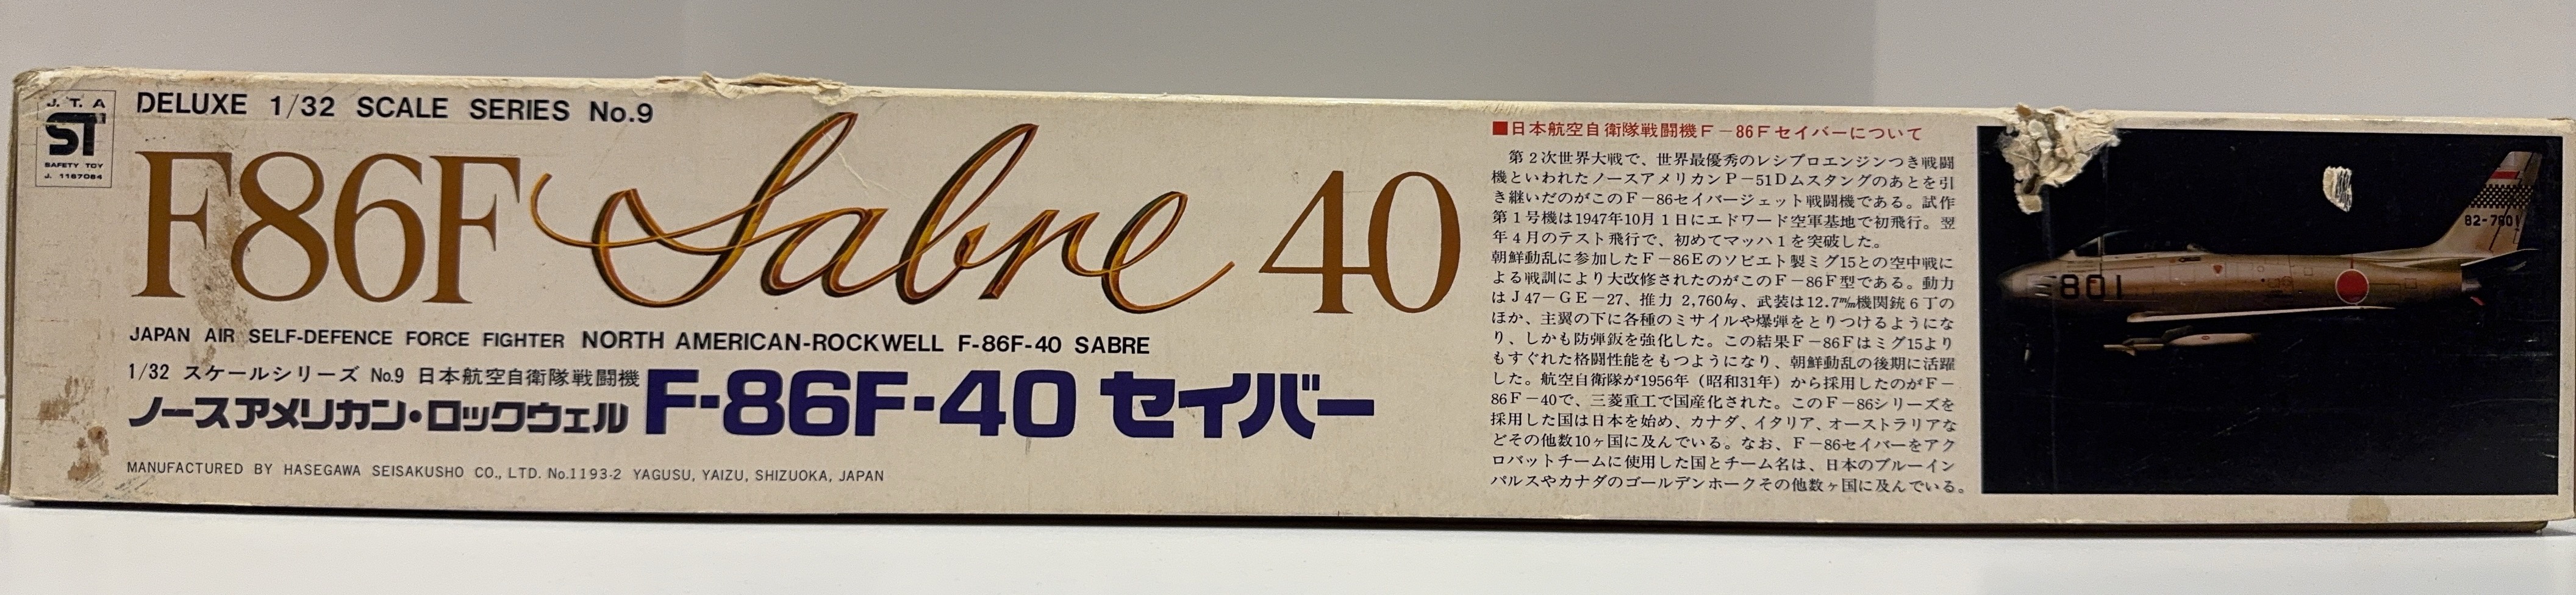 J. T. A
ST
SAFETY TOY
J. 1167084
DELUXE 1/32 SCALE SERIES No.9
F86F Sabre 40
JAPAN AIR SELF-DEFENCE FORCE FIGHTER NORTH AMERICAN-ROCKWELL F-86F-40 SABRE
1/32 スケールシリーズ No.9 日本航空自衛隊戦闘機
ノースアメリカン・ロックウェル F-86F-40 セイバー
MANUFACTURED BY HASEGAWA SEISAKUSHO CO., LTD. No.1193-2 YAGUSU, YAIZU, SHIZUOKA, JAPAN
■日本航空自衛隊戦闘機F－86Fセイバーについて
第2次世界大戦で、世界最優秀のレシプロエンジンつき戦闘
機といわれたノースアメリカンP－51Dムスタングのあとを引
き継いだのがこのF－86セイバージェット戦闘機である。試作
第1号機は1947年10月1日にエドワード空軍基地で初飛行。翌
年4月のテスト飛行で、初めてマッハ1を突破した。
朝鮮動乱に参加したF－86Eのソビエト製ミグ15との空中戦に
よる戦訓により大改修されたのがこのF－86F型である。動力
はJ47－GE－27、推力 2,760㎏、武装は12.7㎜機関銃6丁の
ほか、主翼の下に各種のミサイルや爆弾をとりつけるようにな
り、しかも防弾鈑を強化した。この結果F－86Fはミグ15より
もすぐれた格闘性能をもつようになり、朝鮮動乱の後期に活躍
した。航空自衛隊が1956年（昭和31年）から採用したのがF－
86F－40で、三菱重工で国産化された。このF－86シリーズを
採用した国は日本を始め、カナダ、イタリア、オーストラリアな
どその他数10ヶ国に及んでいる。なお、F－86セイバーをアク
ロバットチームに使用した国とチーム名は、日本のブルーイン
パルスやカナダのゴールデンホークその他数ヶ国に及んでいる。
82-7801
801